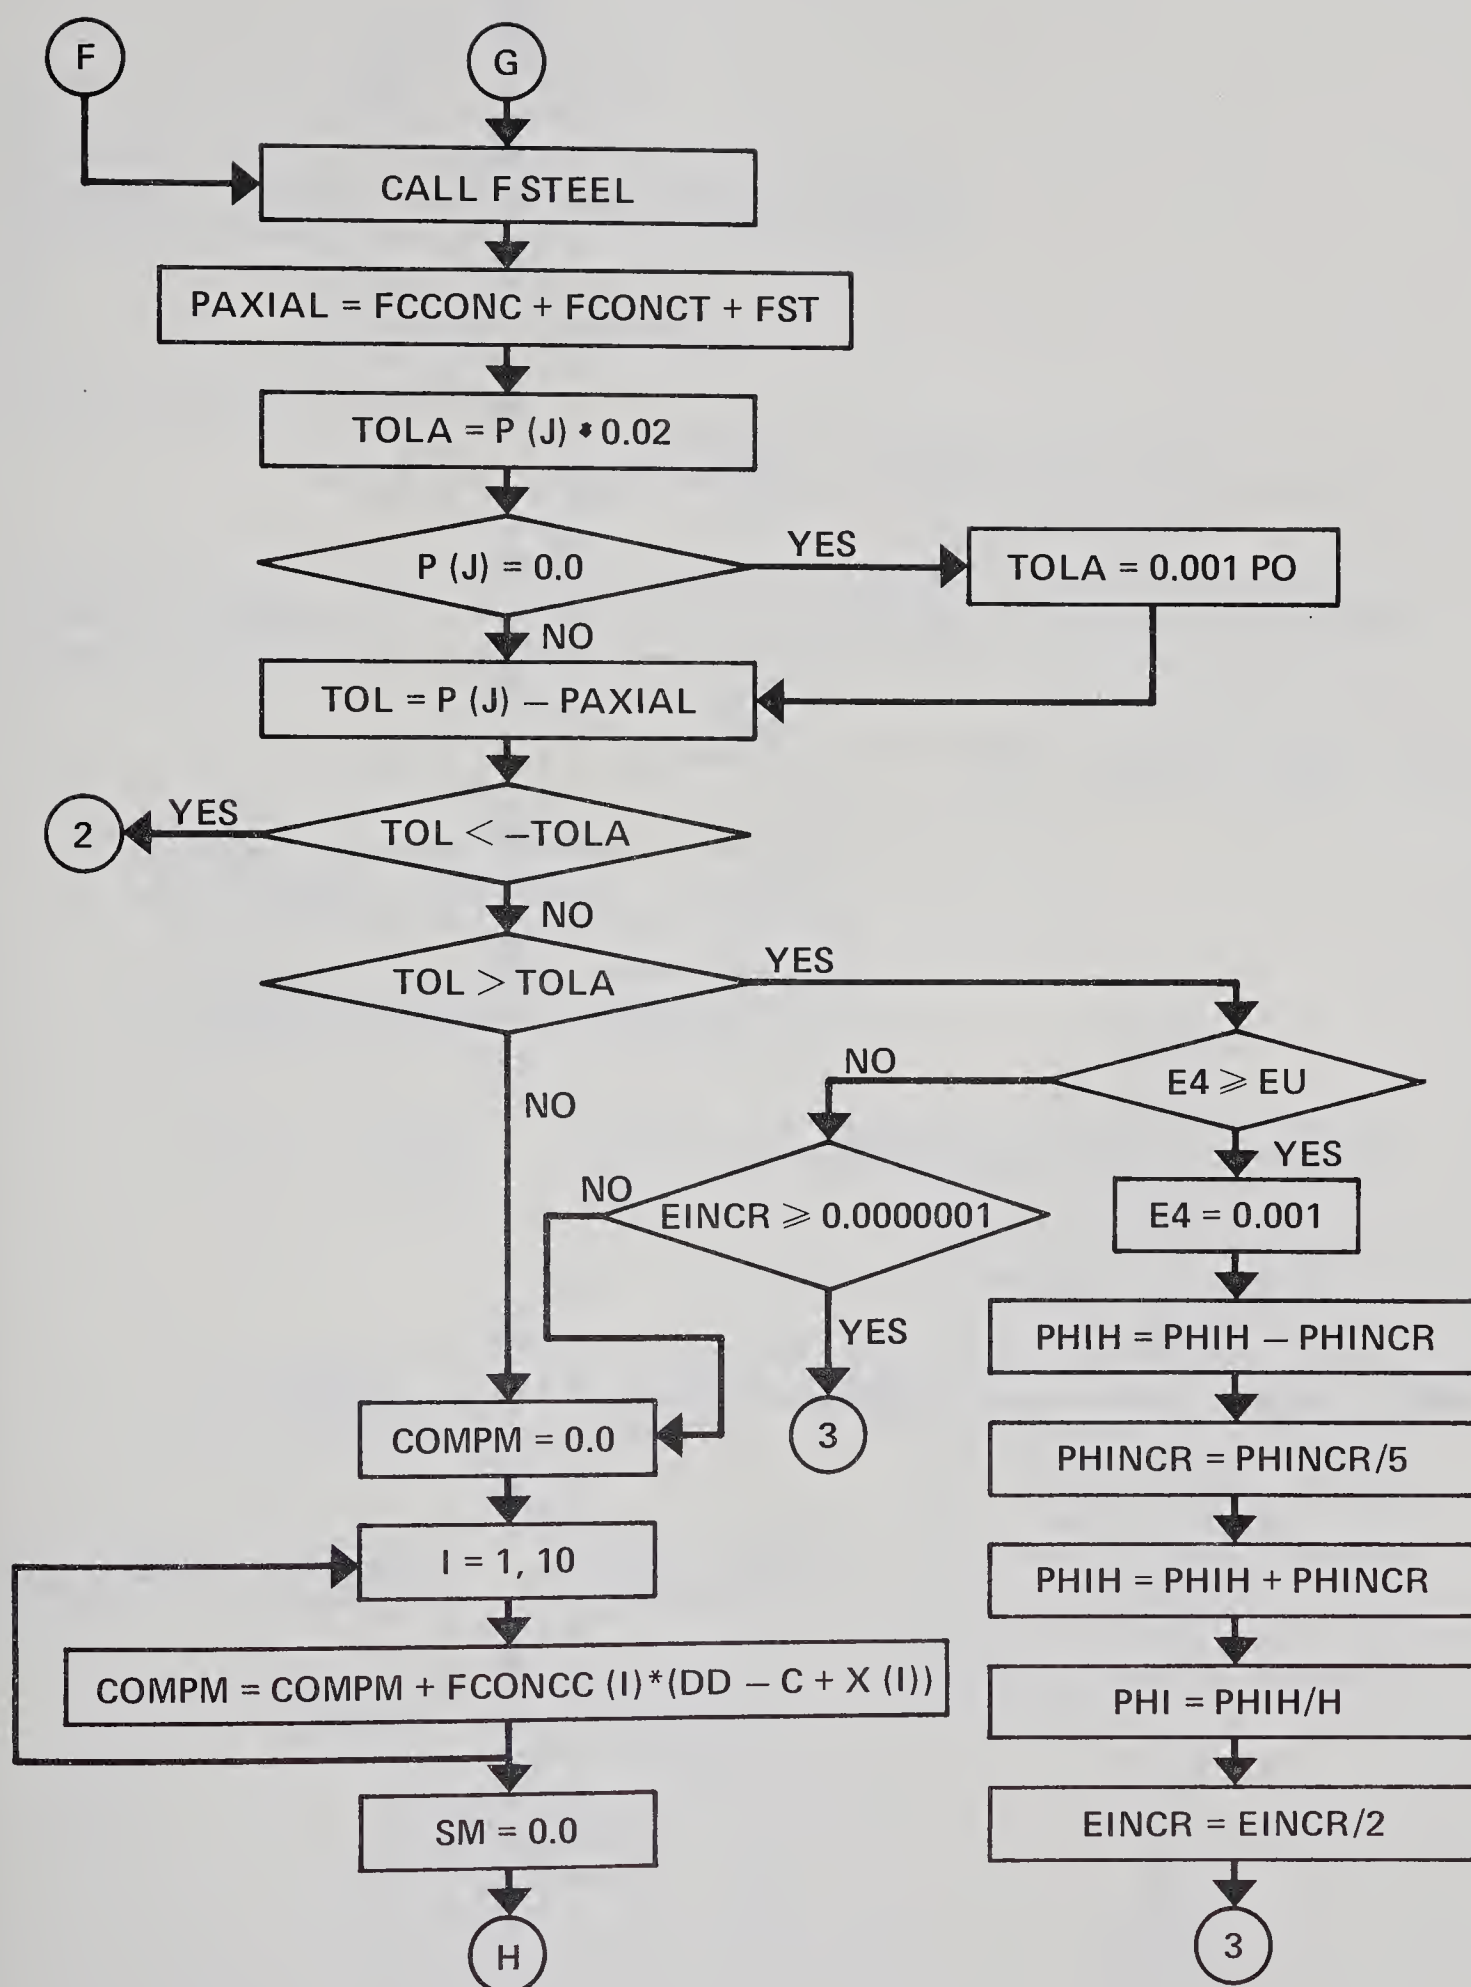 F
G
CALL F STEEL
PAXIAL = FCCONC + FCONCT + FST
TOLA = P (J) * 0.02
P (J) = 0.0
YES
TOLA = 0.001 PO
NO
TOL = P (J) – PAXIAL
2
YES
TOL < –TOLA
NO
TOL > TOLA
YES
NO
E4 ⩾ EU
NO
YES
NO
EINCR ⩾ 0.0000001
E4 = 0.001
YES
PHIH = PHIH – PHINCR
COMPM = 0.0
3
PHINCR = PHINCR/5
I = 1, 10
PHIH = PHIH + PHINCR
COMPM = COMPM + FCONCC (I)*(DD – C + X (I))
PHI = PHIH/H
SM = 0.0
EINCR = EINCR/2
H
3